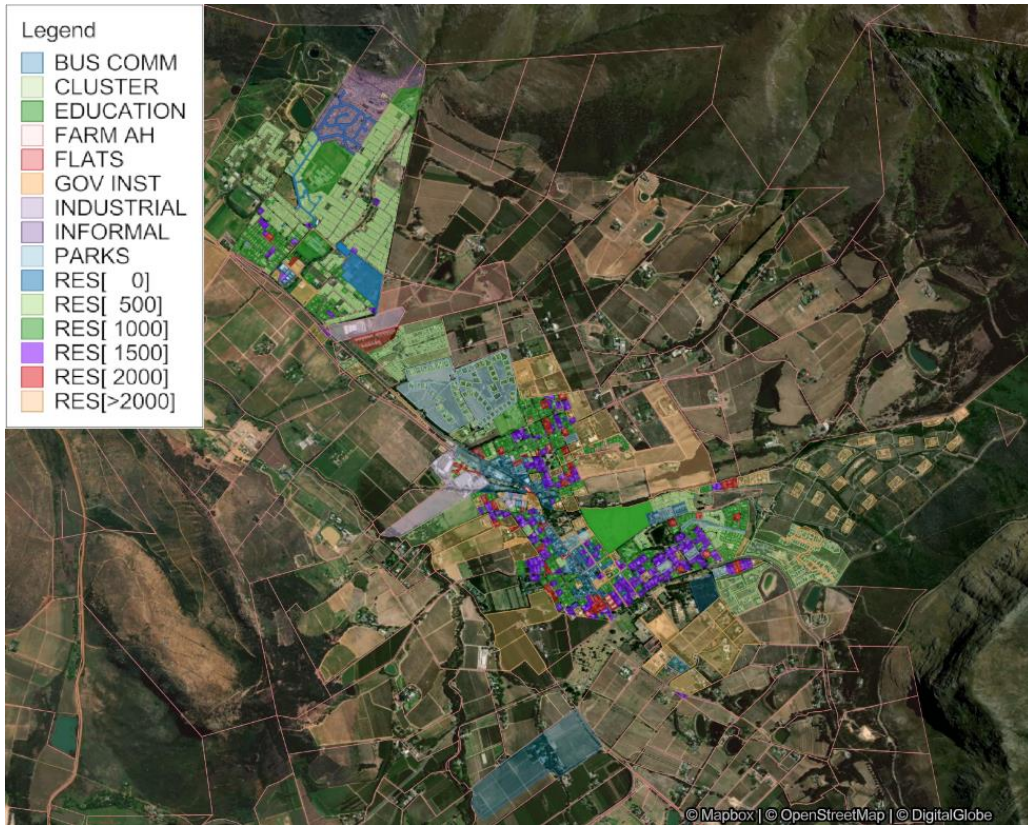 Legend
BUS COMM
CLUSTER
EDUCATION
FARM AH
FLATS
GOV INST
INDUSTRIAL
INFORMAL
PARKS
RES[ 0]
RES[ 500]
RES[ 1000]
RES[ 1500]
RES[ 2000]
RES[>2000]
© Mapbox | © OpenStreetMap | © DigitalGlobe